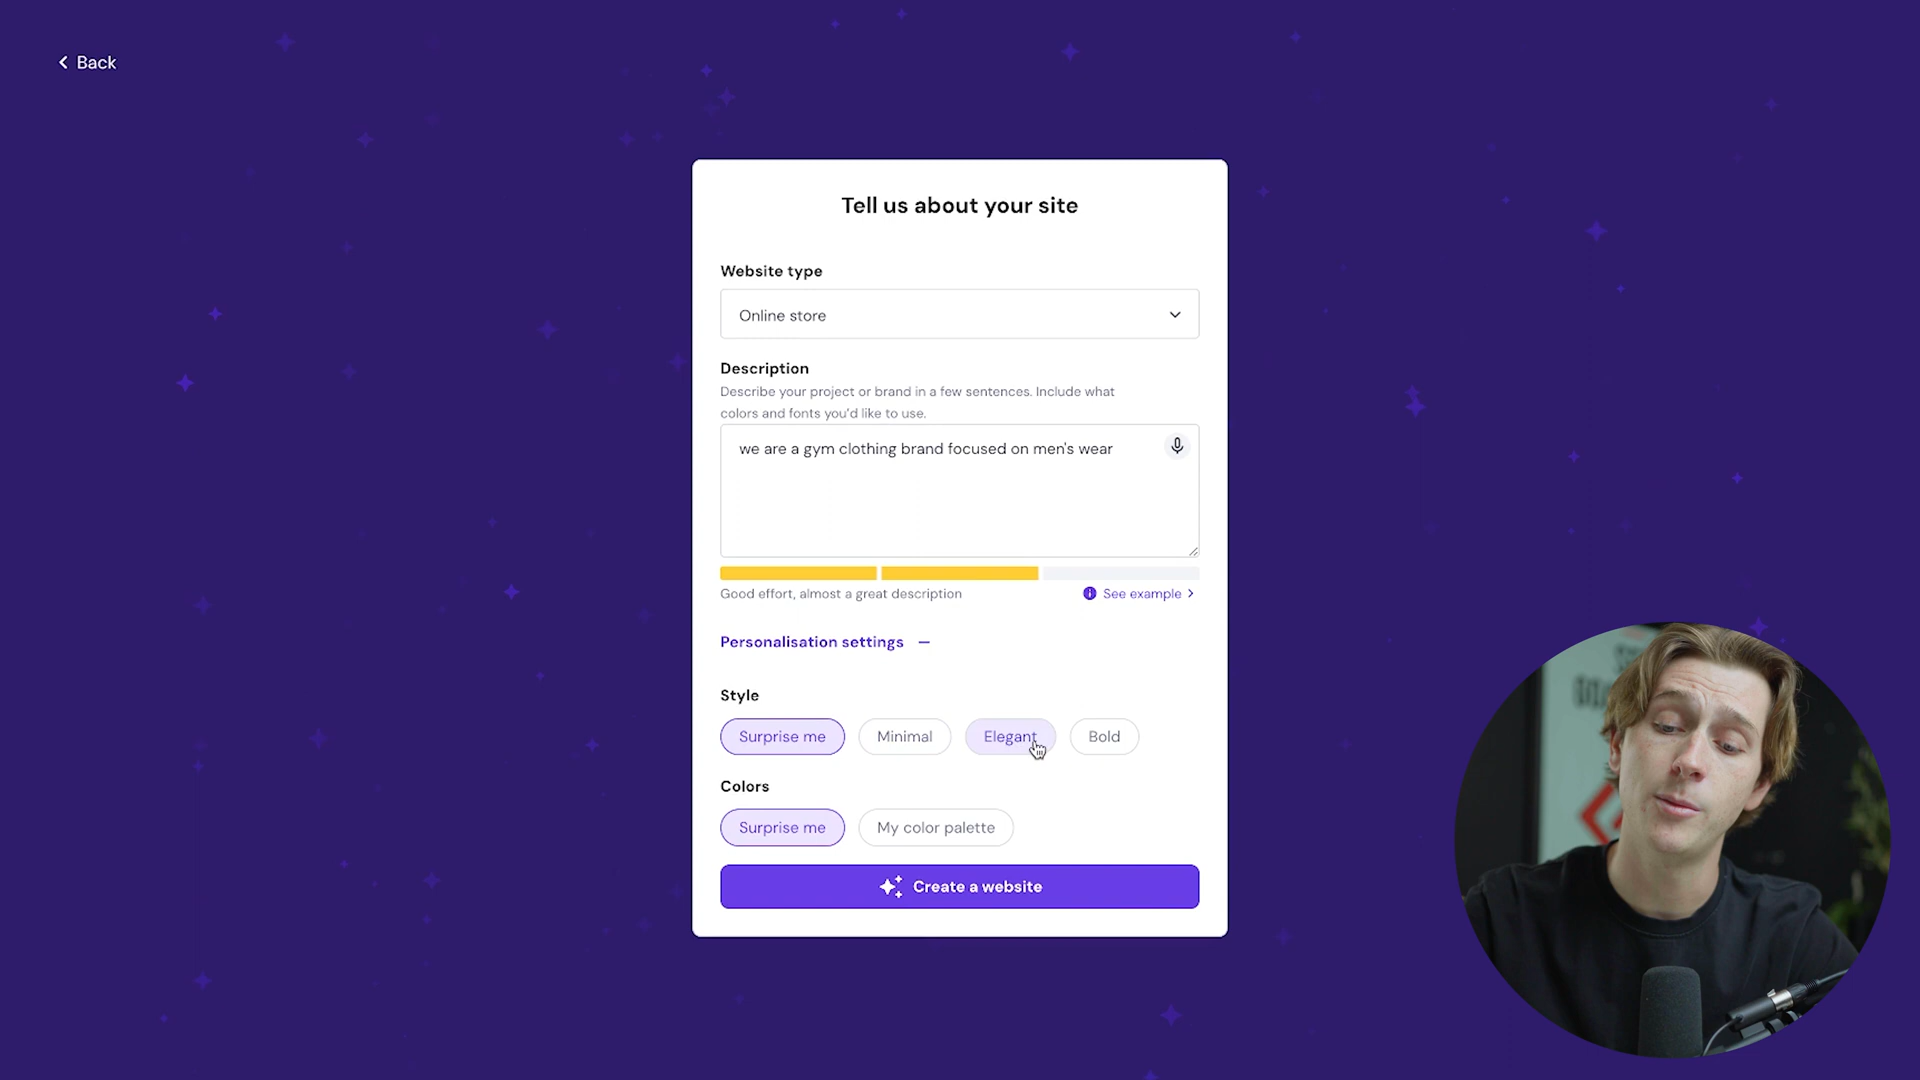 Back
Tell us about your site
Website type
Online store
Description
Describe your project or brand in a few sentences. Include what
colors and fonts you'd like to use.
we are a gym clothing brand focused on men's wear
Good effort, almost a great description
See example
Personalisation settings
Style
Surprise me
Minimal
Elegant
Bold
Colors
Surprise me
My color palette
Create a website